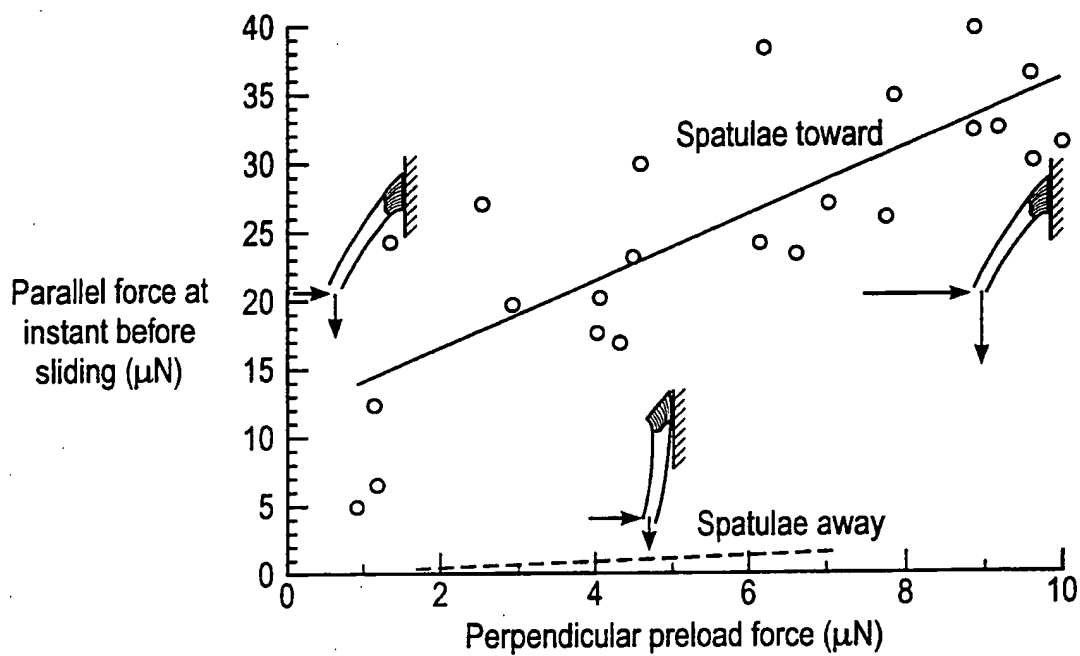 40
35
30
25
20
15
10
5
0
Parallel force at
instant before
sliding (μN)
Spatulae toward
Spatulae away
0 2 4 6 8 10
Perpendicular preload force (μN)